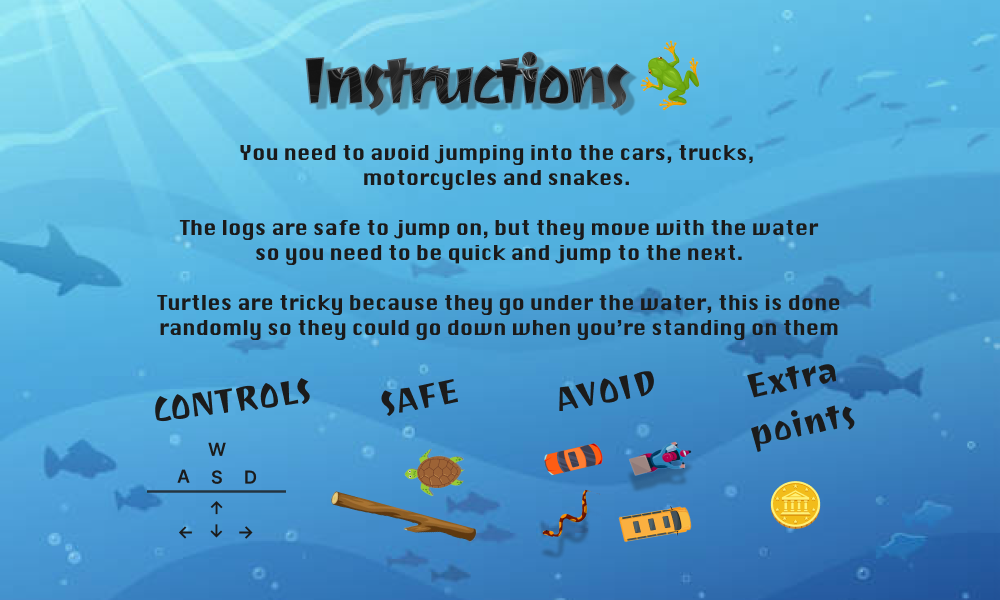 Instructions
You need to avoid jumping into the cars, trucks,
motorcycles and snakes.
The logs are safe to jump on, but they move with the water
so you need to be quick and jump to the next.
Turtles are tricky because they go under the water, this is done
randomly so they could go down when you're standing on them
CONTROLS
W
A S D
↑
← ↓ →
SAFE
AVOID
Extra
points